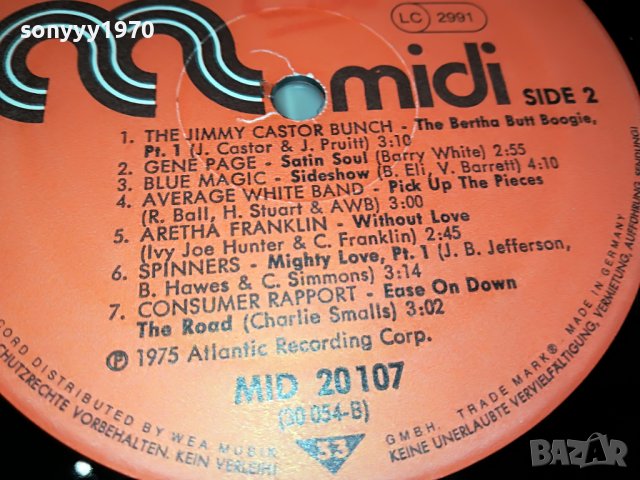 sonyyy1970
LC 2991
midi
SIDE 2
1. THE JIMMY CASTOR BUNCH - The Bertha Butt Boogie,
Pt. 1 (J. Castor & J. Pruitt) 3:10
2. GENE PAGE - Satin Soul (Barry White) 2:55
3. BLUE MAGIC - Sideshow (B. Eli, V. Barrett) 4:10
4. AVERAGE WHITE BAND - Pick Up The Pieces
(R. Ball, H. Stuart & AWB) 3:00
5. ARETHA FRANKLIN - Without Love
(Ivy Joe Hunter & C. Franklin) 2:45
6. SPINNERS - Mighty Love, Pt. 1 (J. B. Jefferson,
B. Hawes & C. Simmons) 3:14
7. CONSUMER RAPPORT - Ease On Down
The Road (Charlie Smalls) 3:02
Ⓟ 1975 Atlantic Recording Corp.
MID 20107
(30 054-B)
33
CORD DISTRIBUTED BY WEA MUSIK GMBH. TRADE MARK® MADE IN GERMANY
SCHUTZRECHTE VORBEHALTEN. KEIN VERLEIH! KEINE UNERLAUBTE VERVIELFÄLTIGUNG, VERMIETUNG, AUFFÜHRUNG, SENDUNG!
BAZAR